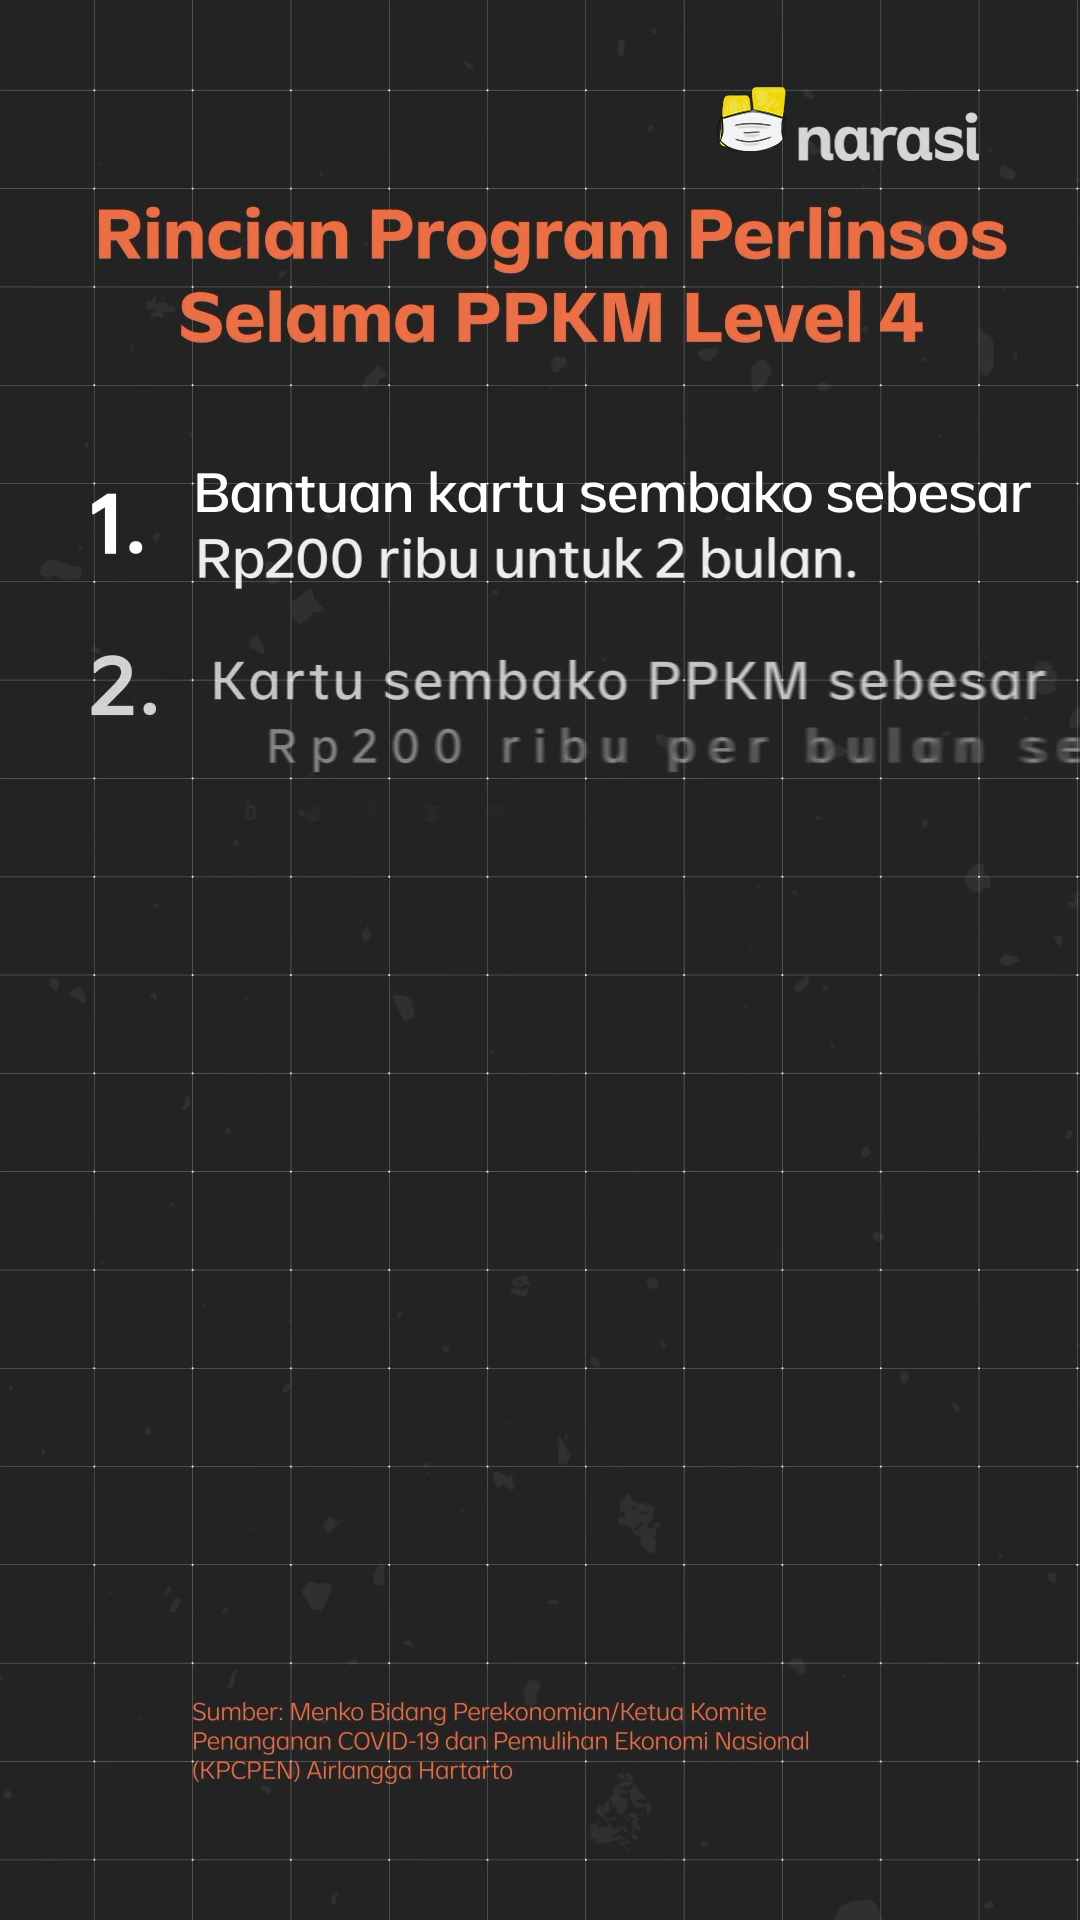 narasi
Rincian Program Perlinsos
Selama PPKM Level 4
1. Bantuan kartu sembako sebesar
Rp200 ribu untuk 2 bulan.
2. Kartu sembako PPKM sebesar
Rp200 ribu per bulan
Sumber: Menko Bidang Perekonomian/Ketua Komite
Penanganan COVID-19 dan Pemulihan Ekonomi Nasional
(KPCPEN) Airlangga Hartarto